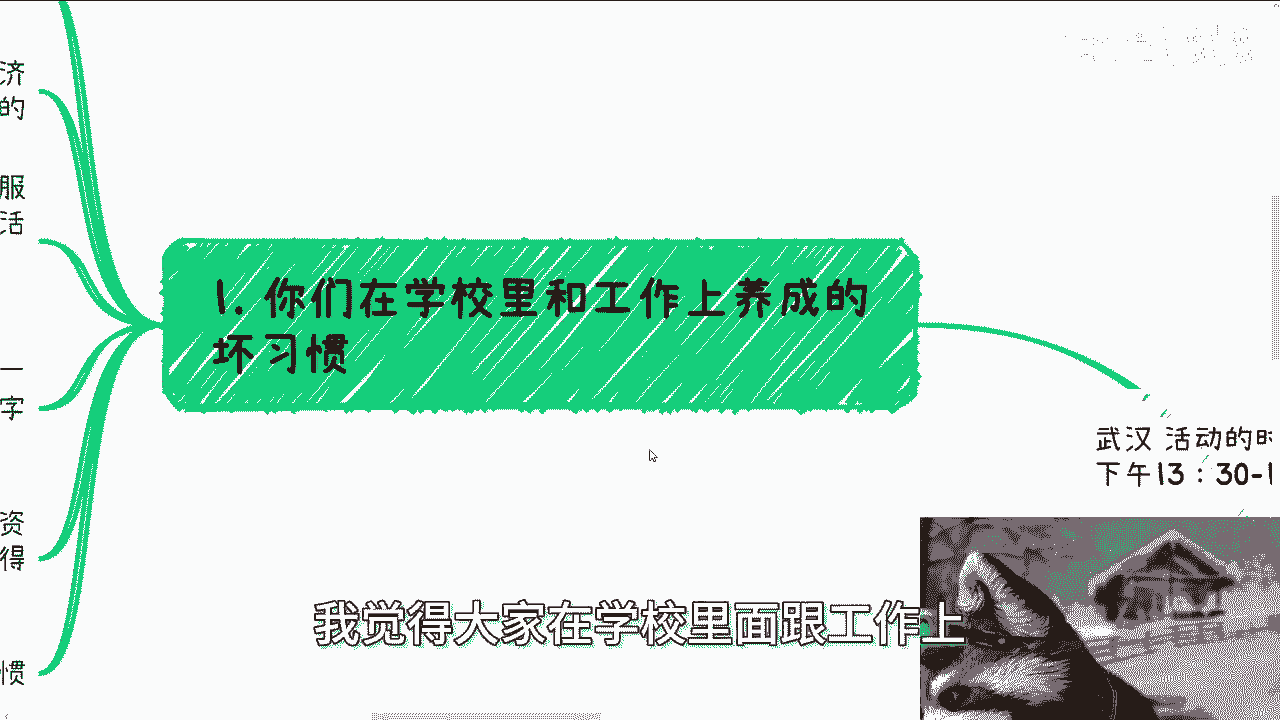 济
的
服
活
一
字
资
得
惯
1. 你们在学校里和工作上养成的
坏习惯
武汉 活动的时
下午13：30-1
我觉得大家在学校里面跟工作上